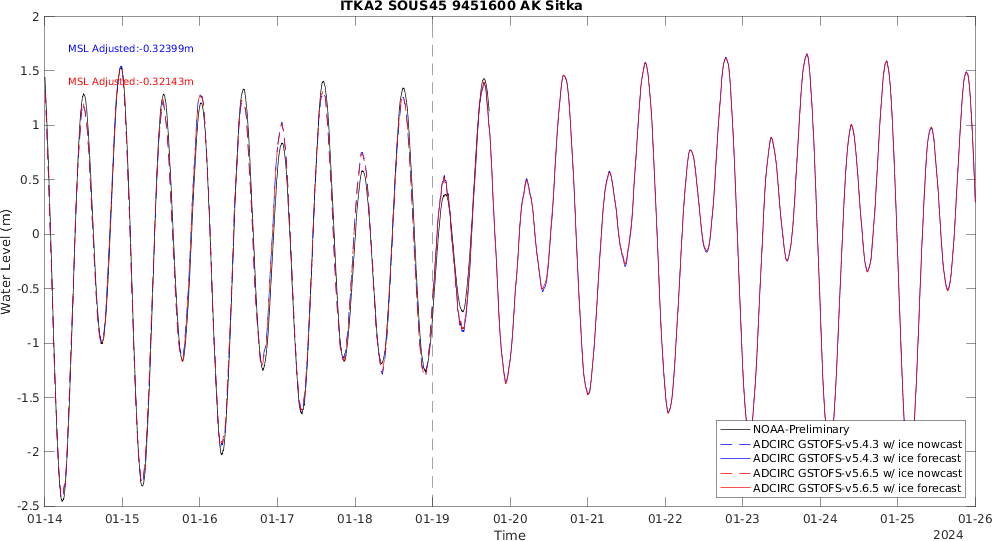 ITKA2 SOUS45 9451600 AK Sitka
2
1.5
1
0.5
0
-0.5
-1
-1.5
-2
-2.5
Water Level (m)
MSL Adjusted:-0.32399m
MSL Adjusted:-0.32143m
NOAA-Preliminary
ADCIRC GSTOFS-v5.4.3 w/ ice nowcast
ADCIRC GSTOFS-v5.4.3 w/ ice forecast
ADCIRC GSTOFS-v5.6.5 w/ ice nowcast
ADCIRC GSTOFS-v5.6.5 w/ ice forecast
01-14 01-15 01-16 01-17 01-18 01-19 01-20 01-21 01-22 01-23 01-24 01-25 01-26
Time
2024